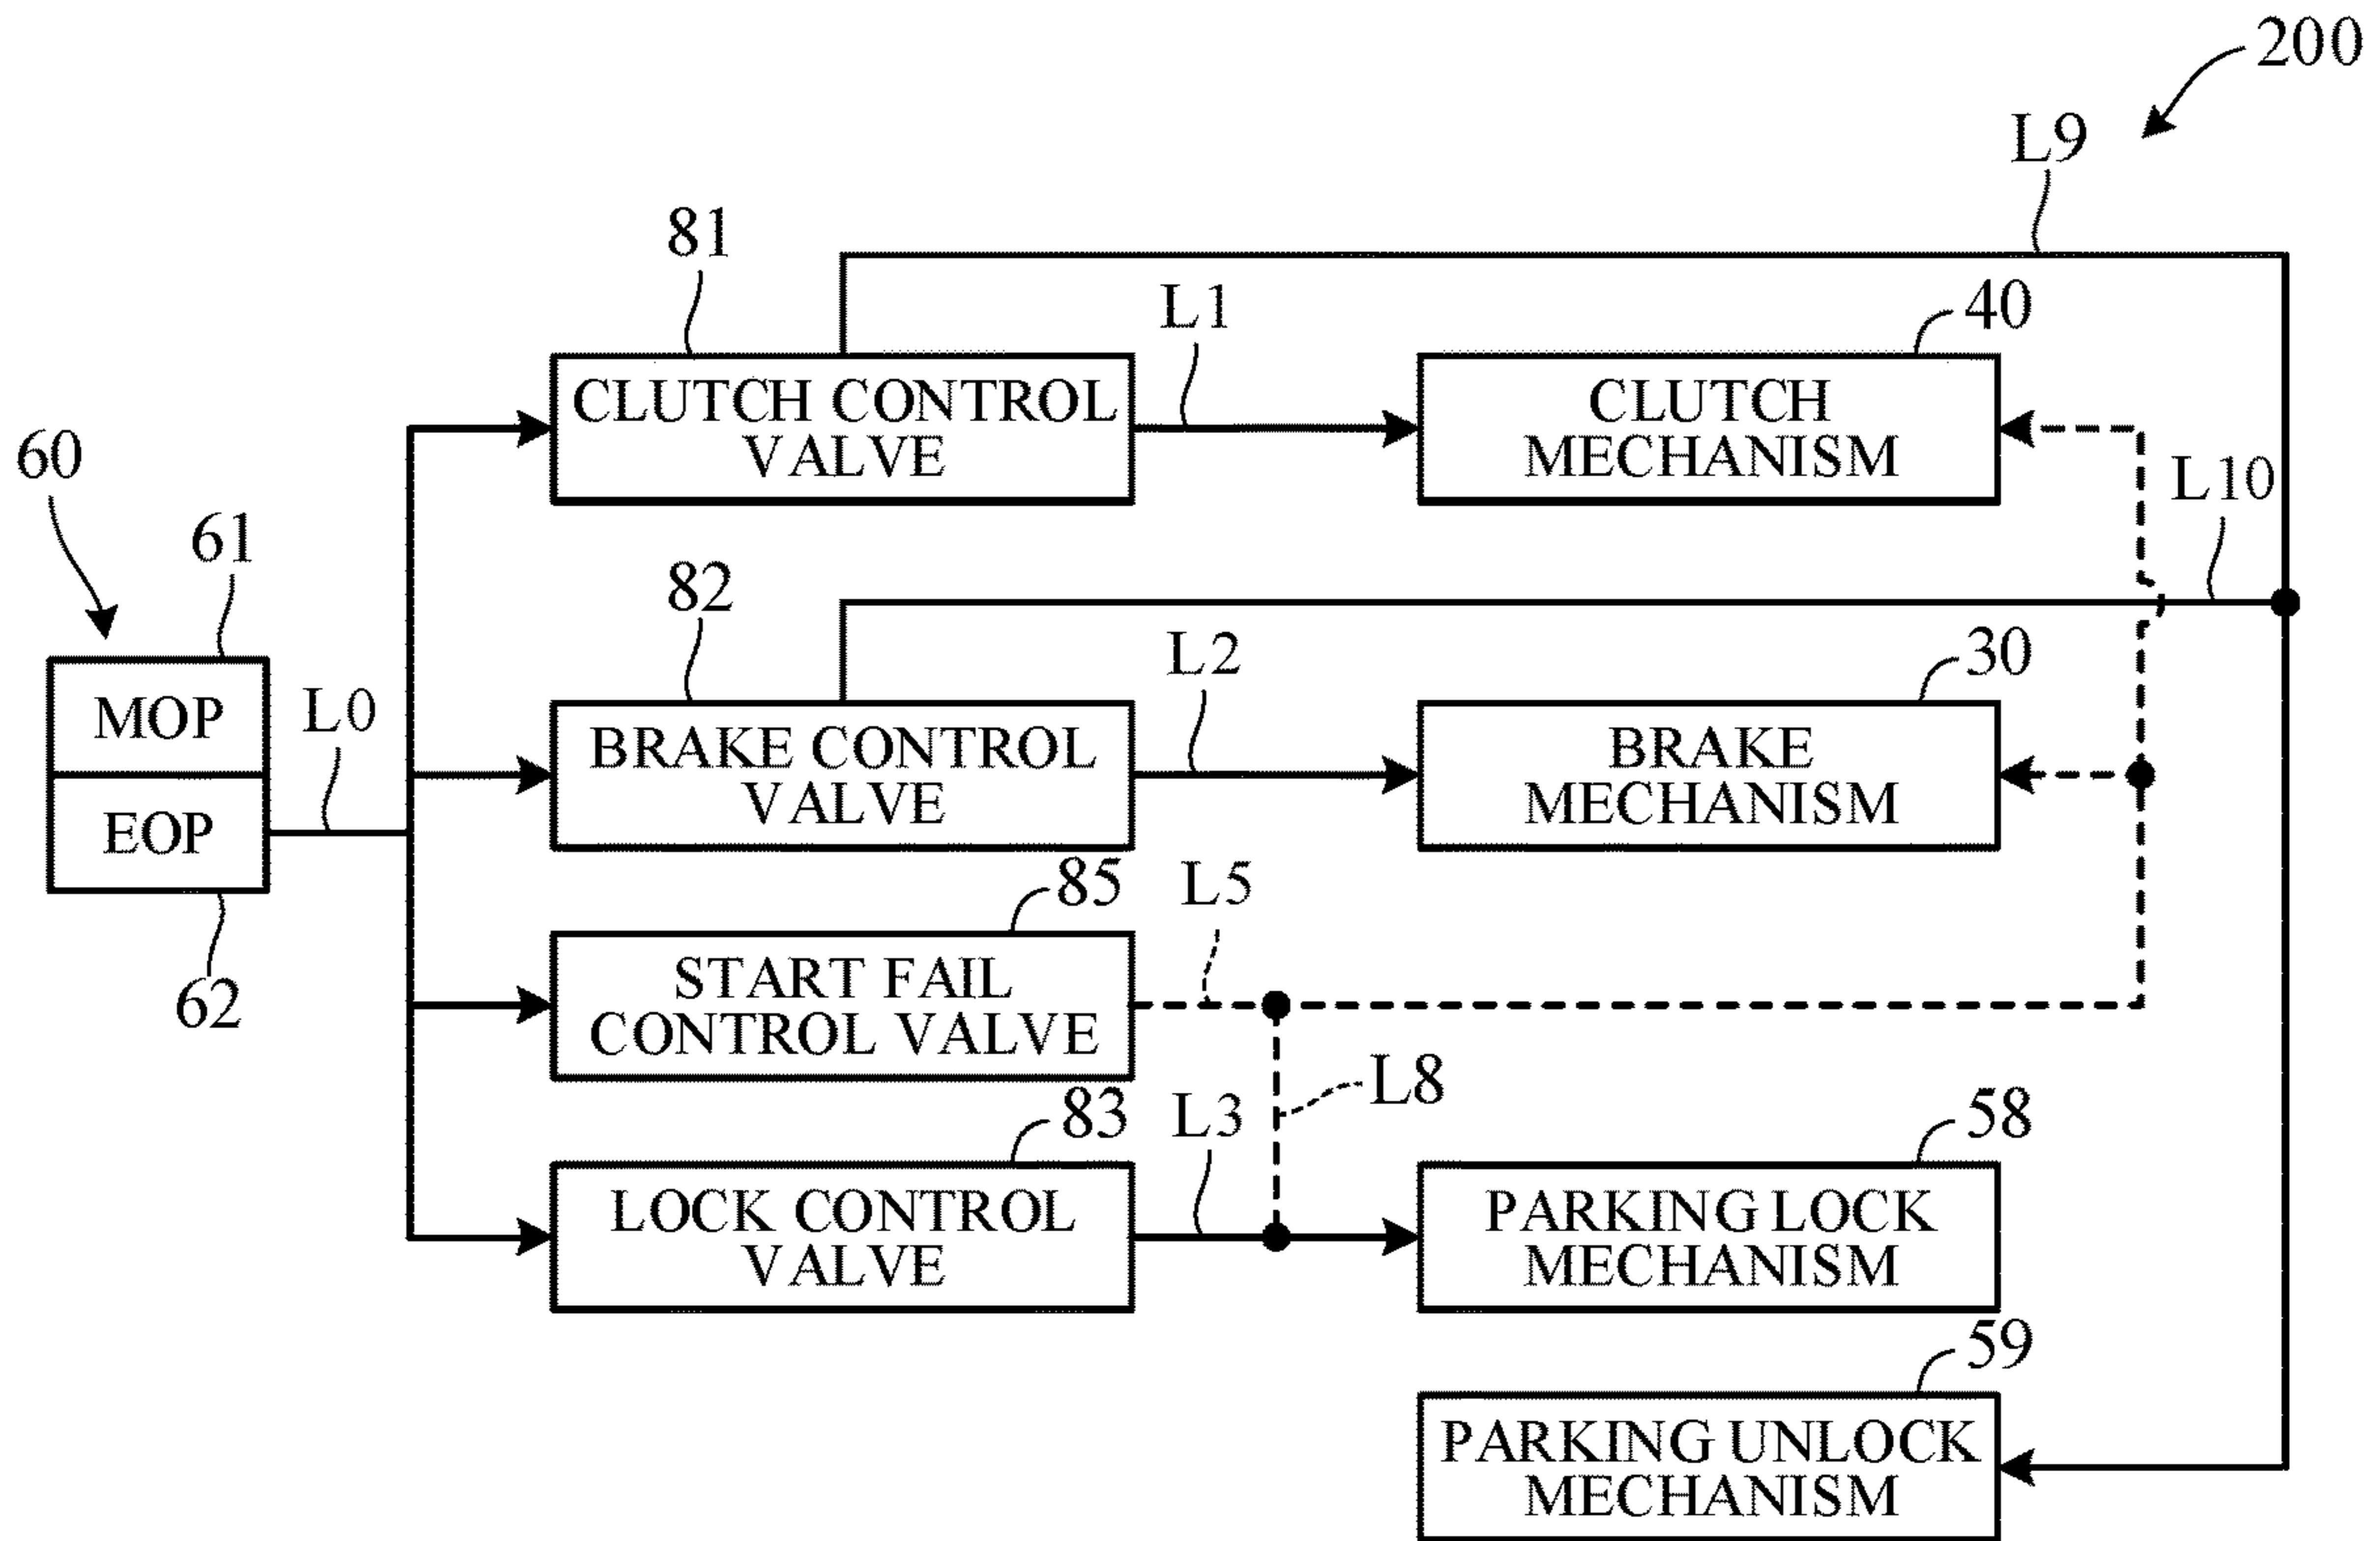 200
L9
81
L1
40
CLUTCH CONTROL
VALVE
CLUTCH
MECHANISM
60
L10
61
82
L2
30
MOP
EOP
L0
BRAKE CONTROL
VALVE
BRAKE
MECHANISM
62
85
L5
START FAIL
CONTROL VALVE
L8
83
L3
58
LOCK CONTROL
VALVE
PARKING LOCK
MECHANISM
59
PARKING UNLOCK
MECHANISM